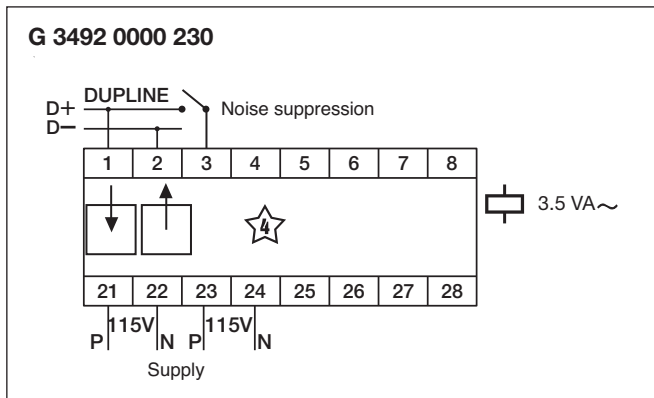 G 3492 0000 230
DUPLINE
D+
D−
Noise suppression
1 2 3 4 5 6 7 8
4
3.5 VA~
21 22 23 24 25 26 27 28
P 115V N P 115V N
Supply